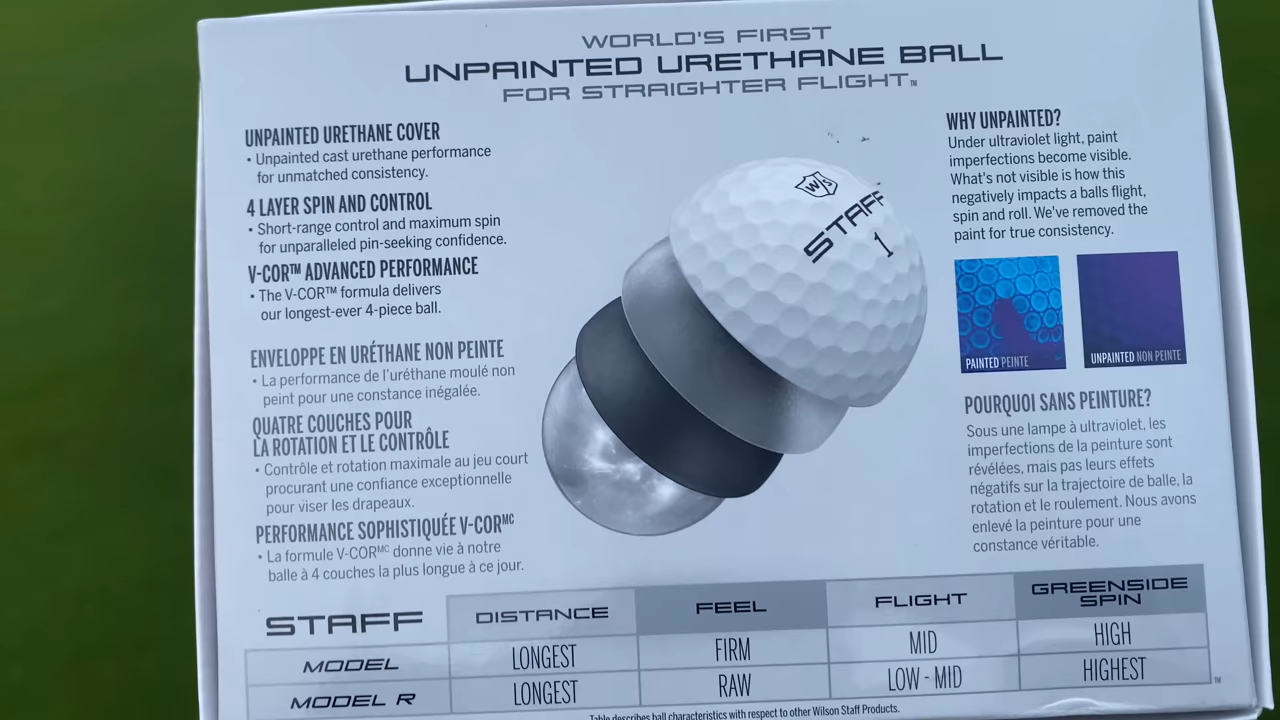 WORLD'S FIRST
UNPAINTED URETHANE BALL
FOR STRAIGHTER FLIGHT™
UNPAINTED URETHANE COVER
• Unpainted cast urethane performance
for unmatched consistency.
4 LAYER SPIN AND CONTROL
• Short-range control and maximum spin
for unparalleled pin-seeking confidence.
V-COR™ ADVANCED PERFORMANCE
• The V-COR™ formula delivers
our longest-ever 4-piece ball.
ENVELOPPE EN URÉTHANE NON PEINTE
• La performance de l'uréthane moulé non
peint pour une constance inégalée.
QUATRE COUCHES POUR
LA ROTATION ET LE CONTRÔLE
• Contrôle et rotation maximale au jeu court
procurant une confiance exceptionnelle
pour viser les drapeaux.
PERFORMANCE SOPHISTIQUÉE V-COR MC
• La formule V-COR MC donne vie à notre
balle à 4 couches la plus longue à ce jour.
W/S
STAFF
1
WHY UNPAINTED?
Under ultraviolet light, paint
imperfections become visible.
What's not visible is how this
negatively impacts a balls flight,
spin and roll. We've removed the
paint for true consistency.
PAINTED PEINTE
UNPAINTED NON PEINTE
POURQUOI SANS PEINTURE?
Sous une lampe à ultraviolet, les
imperfections de la peinture sont
révélées, mais pas leurs effets
négatifs sur la trajectoire de balle, la
rotation et le roulement. Nous avons
enlevé la peinture pour une
constance véritable.
STAFF DISTANCE FEEL FLIGHT GREENSIDE
SPIN
MODEL LONGEST FIRM MID HIGH
MODEL R LONGEST RAW LOW - MID HIGHEST
TM
Table describes ball characteristics with respect to other Wilson Staff Products.